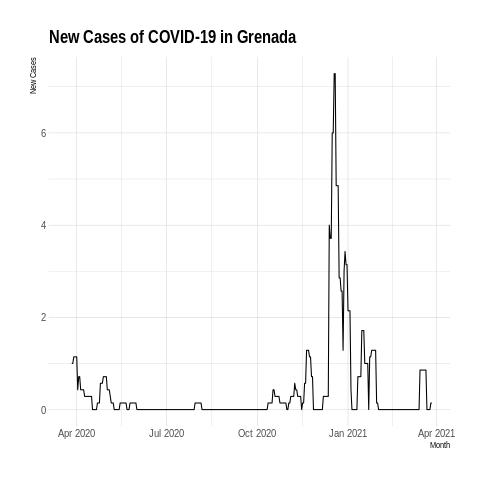 New Cases of COVID-19 in Grenada
New Cases
6
4
2
0
Apr 2020 Jul 2020 Oct 2020 Jan 2021 Apr 2021
Month